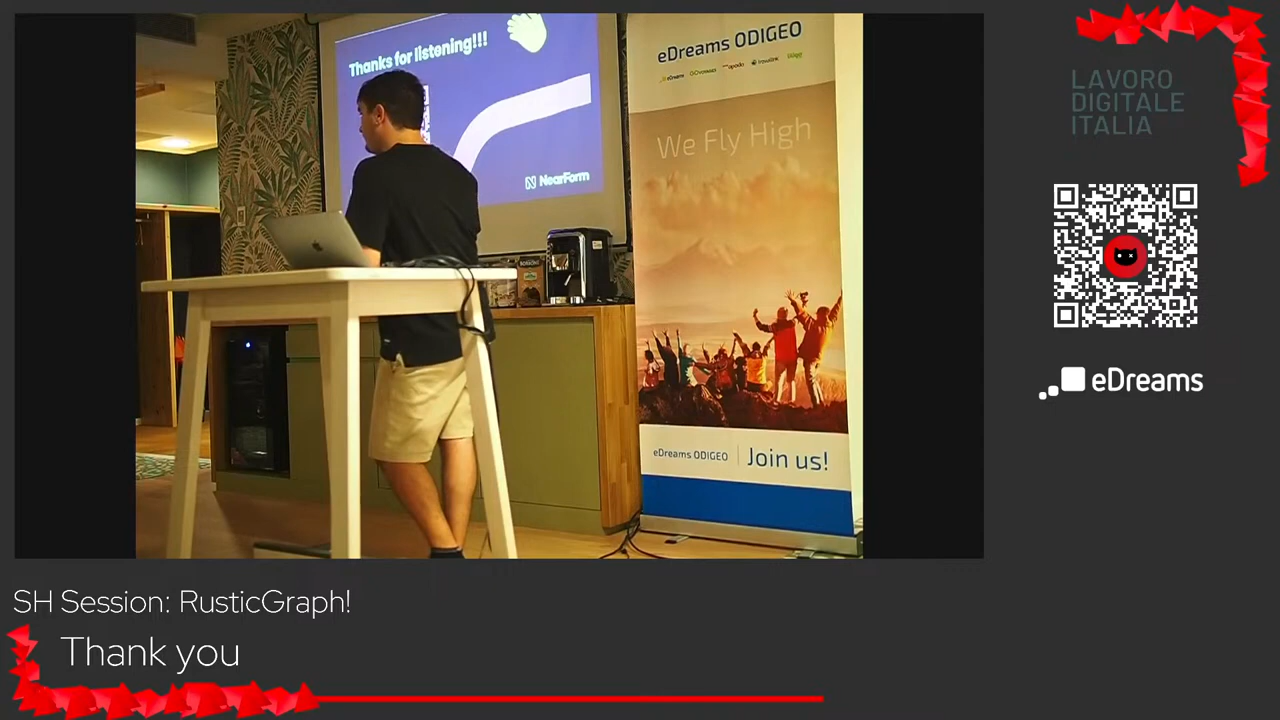 Thanks for listening!!!
NearForm
eDreams ODIGEO
We Fly High
eDreams ODIGEO
Join us!
LAVORO
DIGITALE
ITALIA
eDreams
SH Session: RusticGraph!
Thank you